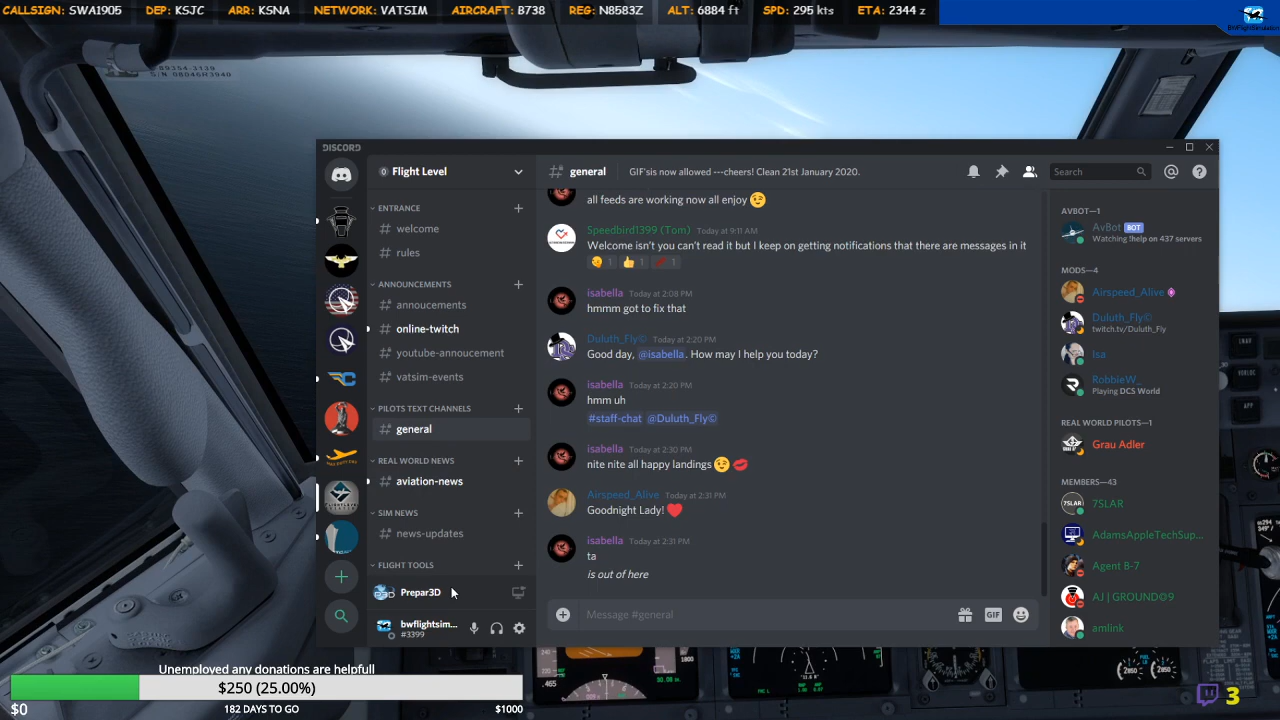 CALLSIGN: SWA1905 DEP: KSJC ARR: KSNA NETWORK: VATSIM AIRCRAFT: B738 REG: N8583Z ALT: 6884 ft SPD: 295 kts ETA: 2344 z
DISCORD
Flight Level
# general GIF'sis now allowed ---cheers! Clean 21st January 2020.
Search
ENTRANCE
# welcome
# rules
ANNOUNCEMENTS
# annoucements
# online-twitch
# youtube-annoucement
# vatsim-events
PILOTS TEXT CHANNELS
# general
REAL WORLD NEWS
# aviation-news
SIM NEWS
# news-updates
FLIGHT TOOLS
Prepar3D
bwflightsim...
#3399
all feeds are working now all enjoy
Speedbird1399 (Tom) Today at 9:11 AM
Welcome isn't you can't read it but I keep on getting notifications that there are messages in it
1 1 1
isabella Today at 2:08 PM
hmmm got to fix that
Duluth_Fly© Today at 2:20 PM
Good day, @isabella. How may I help you today?
isabella Today at 2:20 PM
hmm uh
#staff-chat @Duluth_Fly©
isabella Today at 2:30 PM
nite nite all happy landings
Airspeed_Alive Today at 2:31 PM
Goodnight Lady!
isabella Today at 2:31 PM
ta
is out of here
Message #general
GIF
AVBOT—1
AvBot BOT
Watching !help on 437 servers
MODS—4
Airspeed_Alive
Duluth_Fly©
twitch.tv/Duluth_Fly
Isa
RobbieW_
Playing DCS World
REAL WORLD PILOTS—1
Grau Adler
MEMBERS—43
7SLAR
AdamsAppleTechSup...
Agent B-7
AJ | GROUND©9
amlink
Unemployed any donations are helpfull
$250 (25.00%)
$0 182 DAYS TO GO $1000
3